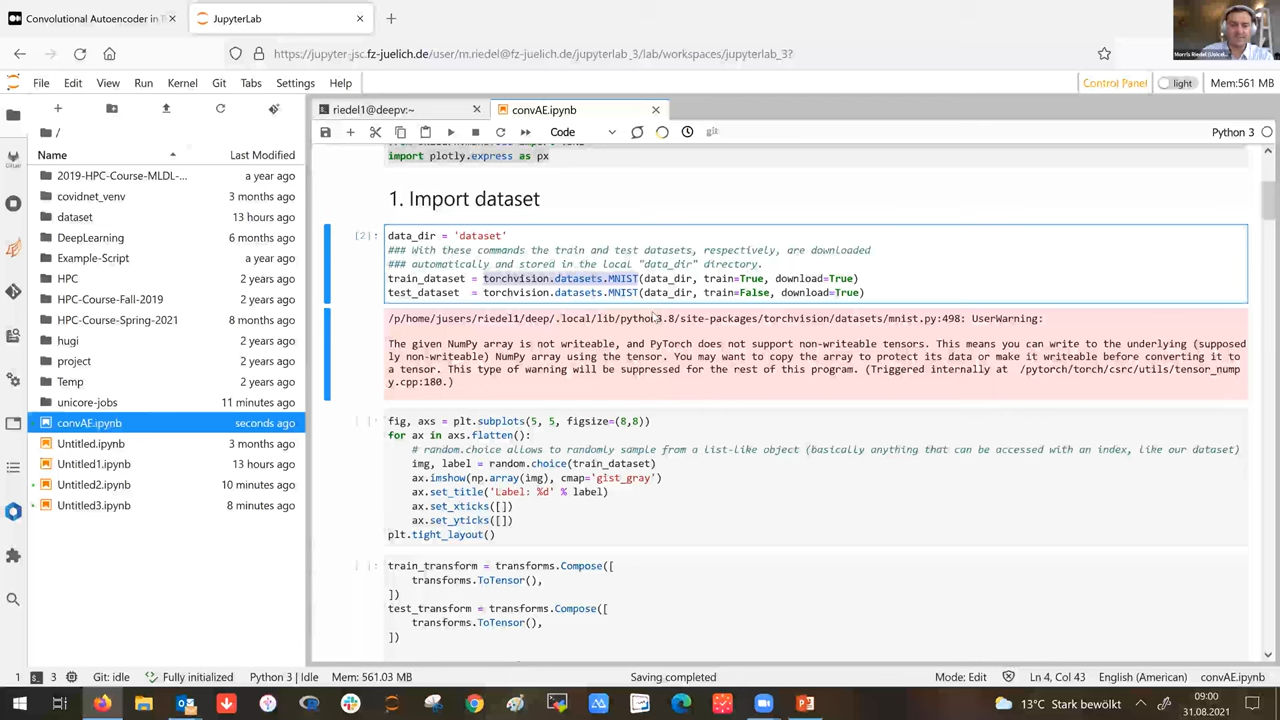 Convolutional Autoencoder in
JupyterLab
https://jupyter-jsc.fz-juelich.de/user/m.riedel@fz-juelich.de/jupyterlab_3/lab/workspaces/jupyterlab_3?
File Edit View Run Kernel Git Tabs Settings Help
Control Panel light Mem:561 MB
riedel1@deepv:~
convAE.ipynb
Code
git
Python 3
/
Name Last Modified
2019-HPC-Course-MLDL-... a year ago
covidnet_venv 3 months ago
dataset 13 hours ago
DeepLearning 6 months ago
Example-Script a year ago
HPC 2 years ago
HPC-Course-Fall-2019 2 years ago
HPC-Course-Spring-2021 3 months ago
hugi 2 years ago
project 2 years ago
Temp 2 years ago
unicore-jobs 11 minutes ago
convAE.ipynb seconds ago
Untitled.ipynb 3 months ago
Untitled1.ipynb 13 hours ago
Untitled2.ipynb 10 minutes ago
Untitled3.ipynb 8 minutes ago
import plotly.express as px
1. Import dataset
[2]: data_dir = 'dataset'
### With these commands the train and test datasets, respectively, are downloaded
### automatically and stored in the local "data_dir" directory.
train_dataset = torchvision.datasets.MNIST(data_dir, train=True, download=True)
test_dataset = torchvision.datasets.MNIST(data_dir, train=False, download=True)
/p/home/jusers/riedel1/deep/.local/lib/python3.8/site-packages/torchvision/datasets/mnist.py:498: UserWarning:
The given NumPy array is not writeable, and PyTorch does not support non-writeable tensors. This means you can write to the underlying (supposed
ly non-writeable) NumPy array using the tensor. You may want to copy the array to protect its data or make it writeable before converting it to
a tensor. This type of warning will be suppressed for the rest of this program. (Triggered internally at /pytorch/torch/csrc/utils/tensor_nump
y.cpp:180.)
[ ]: fig, axs = plt.subplots(5, 5, figsize=(8,8))
for ax in axs.flatten():
# random.choice allows to randomly sample from a list-like object (basically anything that can be accessed with an index, like our dataset)
img, label = random.choice(train_dataset)
ax.imshow(np.array(img), cmap='gist_gray')
ax.set_title('Label: %d' % label)
ax.set_xticks([])
ax.set_yticks([])
plt.tight_layout()
[ ]: train_transform = transforms.Compose([
transforms.ToTensor(),
])
test_transform = transforms.Compose([
transforms.ToTensor(),
])
1 3 Git: idle Fully initialized Python 3 | Idle Mem: 561.03 MB Saving completed Mode: Edit Ln 4, Col 43 English (American) convAE.ipynb
13°C Stark bewölkt 09:00
31.08.2021